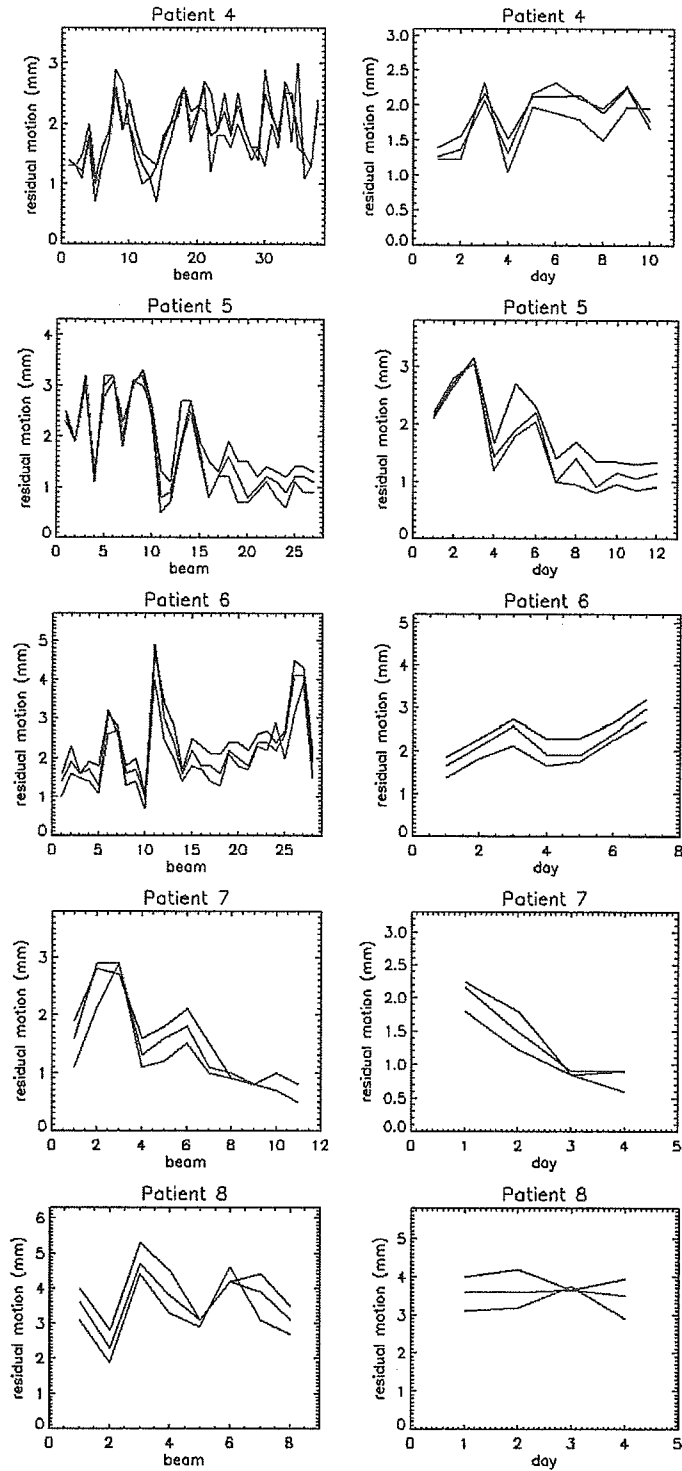 Patient 4
residual motion (mm)
3
2
1
0
0 10 20 30
beam
Patient 4
residual motion (mm)
3.0
2.5
2.0
1.5
1.0
0.5
0.0
0 2 4 6 8 10
day
Patient 5
residual motion (mm)
4
3
2
1
0
0 5 10 15 20 25
beam
Patient 5
residual motion (mm)
3
2
1
0
0 2 4 6 8 10 12
day
Patient 6
residual motion (mm)
5
4
3
2
1
0
0 5 10 15 20 25
beam
Patient 6
residual motion (mm)
5
4
3
2
1
0
0 2 4 6 8
day
Patient 7
residual motion (mm)
3
2
1
0
0 2 4 6 8 10 12
beam
Patient 7
residual motion (mm)
3.0
2.5
2.0
1.5
1.0
0.5
0.0
0 1 2 3 4 5
day
Patient 8
residual motion (mm)
6
5
4
3
2
1
0
0 2 4 6 8
beam
Patient 8
residual motion (mm)
5
4
3
2
1
0
0 1 2 3 4 5
day